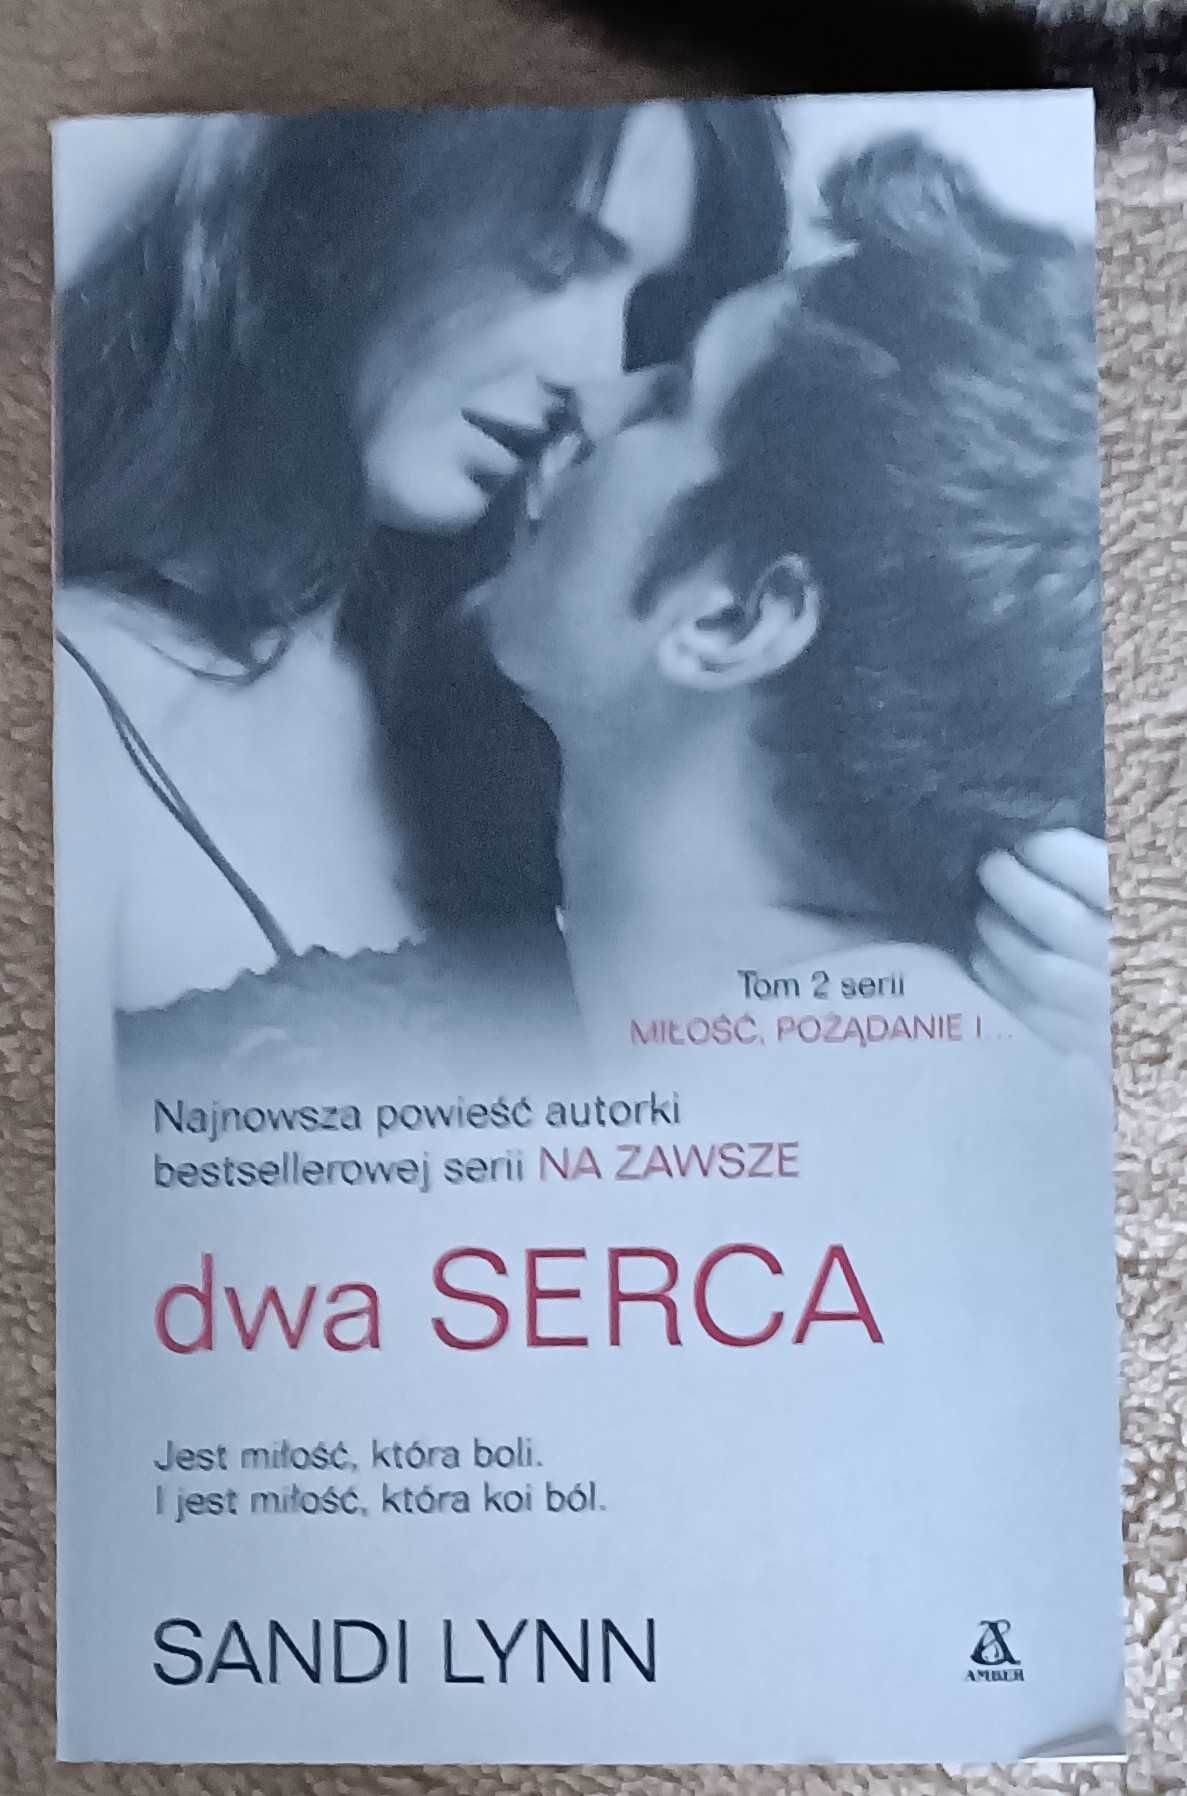 Tom 2 serii
MIŁOŚĆ, POŻĄDANIE I...
Najnowsza powieść autorki
bestsellerowej serii NA ZAWSZE
dwa SERCA
Jest miłość, która boli.
I jest miłość, która koi ból.
SANDI LYNN
AMBER